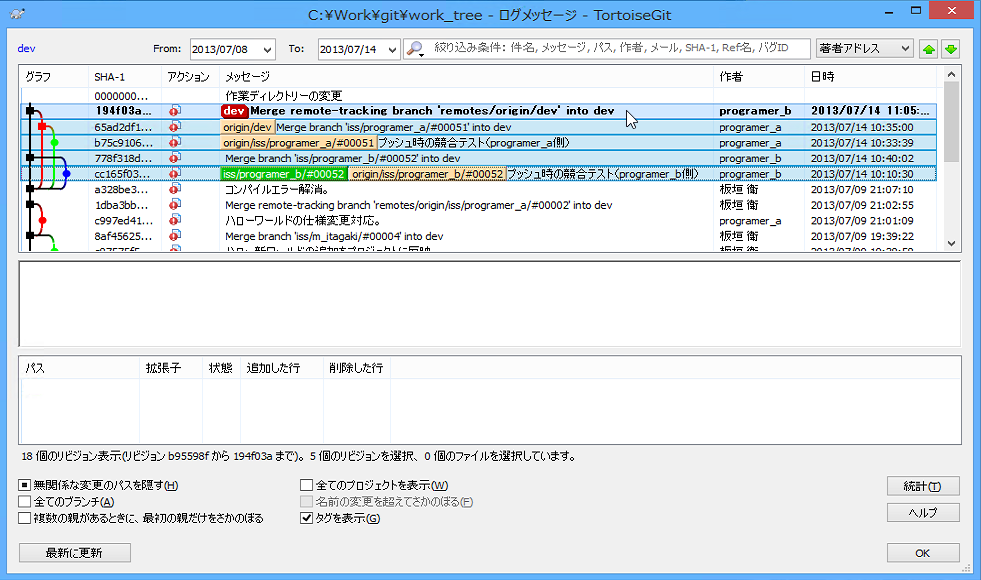 C:¥Work¥git¥work_tree - ログメッセージ - TortoiseGit
dev From: 2013/07/08 To: 2013/07/14 絞り込み条件: 件名, メッセージ, パス, 作者, メール, SHA-1, Ref名, バグID 著者アドレス
グラフ SHA-1 アクション メッセージ 作者 日時
0000000... 作業ディレクトリーの変更
194f03a... dev Merge remote-tracking branch 'remotes/origin/dev' into dev programer_b 2013/07/14 11:05:...
65ad2df1... origin/dev Merge branch 'iss/programer_a/#00051' into dev programer_a 2013/07/14 10:35:00
b75c9106... origin/iss/programer_a/#00051 プッシュ時の競合テスト(programer_a側) programer_a 2013/07/14 10:33:39
778f318d... Merge branch 'iss/programer_b/#00052' into dev programer_b 2013/07/14 10:40:02
cc165f03... iss/programer_b/#00052 origin/iss/programer_b/#00052 プッシュ時の競合テスト(programer_b側) programer_b 2013/07/14 10:10:30
a328be3... コンパイルエラー解消。 板垣 衛 2013/07/09 21:07:10
1dba3bb... Merge remote-tracking branch 'remotes/origin/iss/programer_a/#00002' into dev 板垣 衛 2013/07/09 21:02:55
c997ed41... ハローワールドの仕様変更対応。 programer_a 2013/07/09 21:01:09
8af45625... Merge branch 'iss/m_itagaki/#00004' into dev 板垣 衛 2013/07/09 19:39:22
パス 拡張子 状態 追加した行 削除した行
18 個のリビジョン表示(リビジョン b95598f から 194f03a まで)。5 個のリビジョンを選択、0 個のファイルを選択しています。
無関係な変更のパスを隠す(H) 全てのプロジェクトを表示(W) 統計(T)
全てのブランチ(A) 名前の変更を超えてさかのぼる(F)
複数の親があるときに、最初の親だけをさかのぼる タグを表示(G) ヘルプ
最新に更新 OK